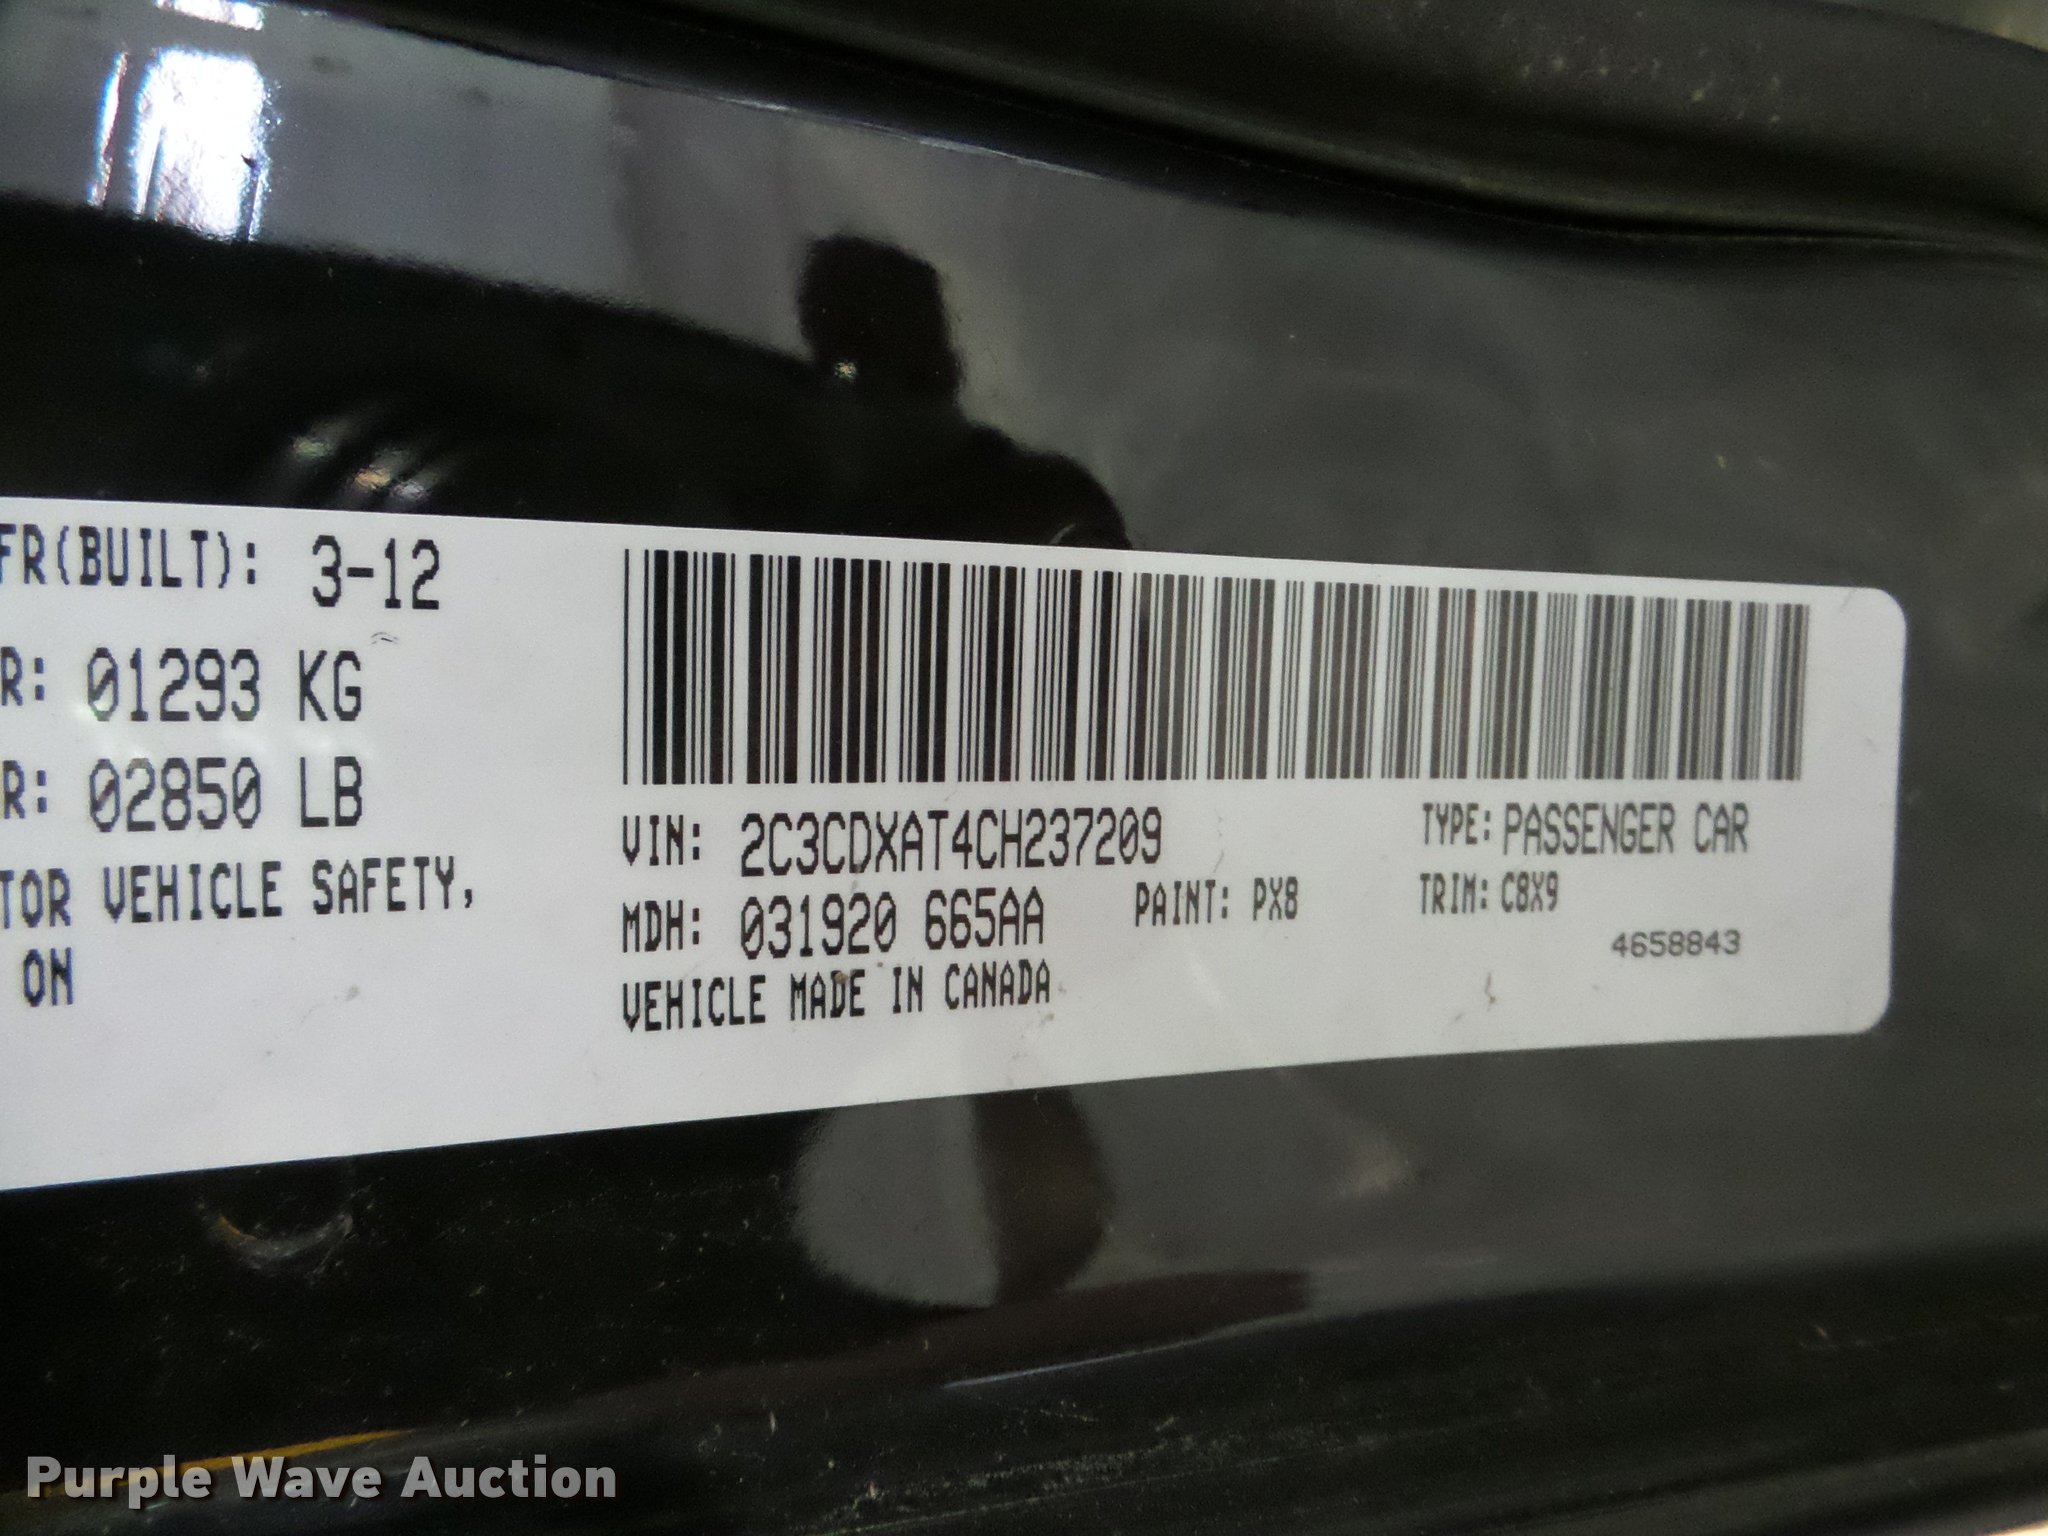 FR(BUILT): 3-12
R: 01293 KG
R: 02850 LB
TOR VEHICLE SAFETY,
ON
VIN: 2C3CDXAT4CH237209
TYPE: PASSENGER CAR
MDH: 031920 665AA
PAINT: PX8
TRIM: C8X9
VEHICLE MADE IN CANADA
4658843
Purple Wave Auction